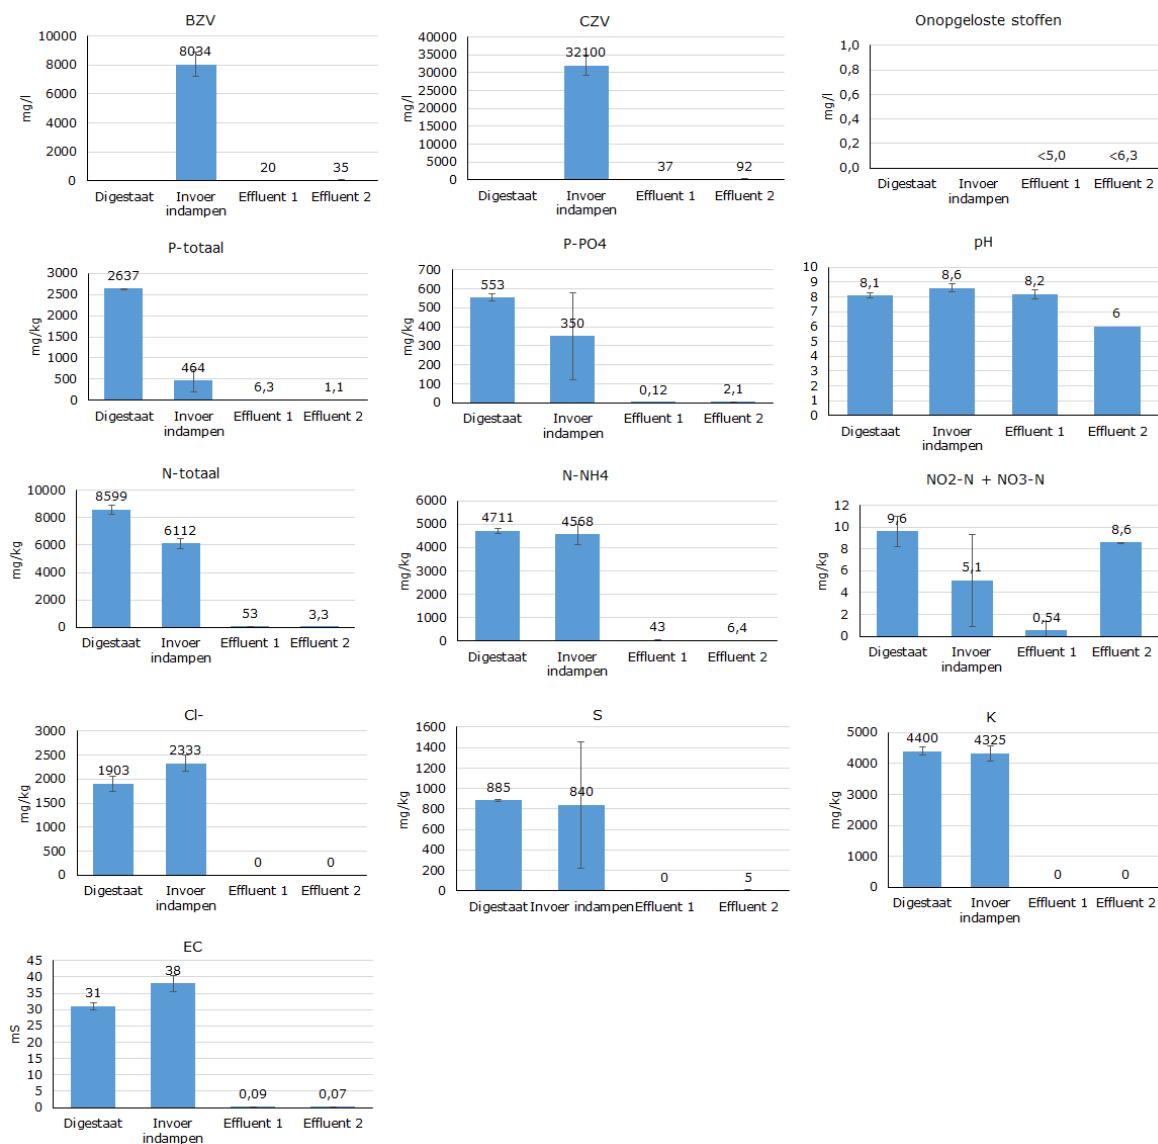 BZV
mg/l
10000
8000
6000
4000
2000
0
8034
20
35
Digestaat
Invoer indampen
Effluent 1
Effluent 2
CZV
mg/l
40000
35000
30000
25000
20000
15000
10000
5000
0
32100
37
92
Digestaat
Invoer indampen
Effluent 1
Effluent 2
Onopgeloste stoffen
mg/l
1,0
0,8
0,6
0,4
0,2
0,0
<5,0
<6,3
Digestaat
Invoer indampen
Effluent 1
Effluent 2
P-totaal
mg/kg
3000
2500
2000
1500
1000
500
0
2637
464
6,3
1,1
Digestaat
Invoer indampen
Effluent 1
Effluent 2
P-PO4
mg/kg
700
600
500
400
300
200
100
0
553
350
0,12
2,1
Digestaat
Invoer indampen
Effluent 1
Effluent 2
pH
10
9
8
7
6
5
4
3
2
1
0
8,1
8,6
8,2
6
Digestaat
Invoer indampen
Effluent 1
Effluent 2
N-totaal
mg/kg
10000
8000
6000
4000
2000
0
8599
6112
53
3,3
Digestaat
Invoer indampen
Effluent 1
Effluent 2
N-NH4
mg/kg
6000
5000
4000
3000
2000
1000
0
4711
4568
43
6,4
Digestaat
Invoer indampen
Effluent 1
Effluent 2
NO2-N + NO3-N
mg/kg
12
10
8
6
4
2
0
9,6
5,1
0,54
8,6
Digestaat
Invoer indampen
Effluent 1
Effluent 2
Cl-
mg/kg
3000
2500
2000
1500
1000
500
0
1903
2333
0
0
Digestaat
Invoer indampen
Effluent 1
Effluent 2
S
mg/kg
1600
1400
1200
1000
800
600
400
200
0
885
840
0
5
Digestaat
Invoer indampen
Effluent 1
Effluent 2
K
mg/kg
5000
4000
3000
2000
1000
0
4400
4325
0
0
Digestaat
Invoer indampen
Effluent 1
Effluent 2
EC
mS
45
40
35
30
25
20
15
10
5
0
31
38
0,09
0,07
Digestaat
Invoer indampen
Effluent 1
Effluent 2